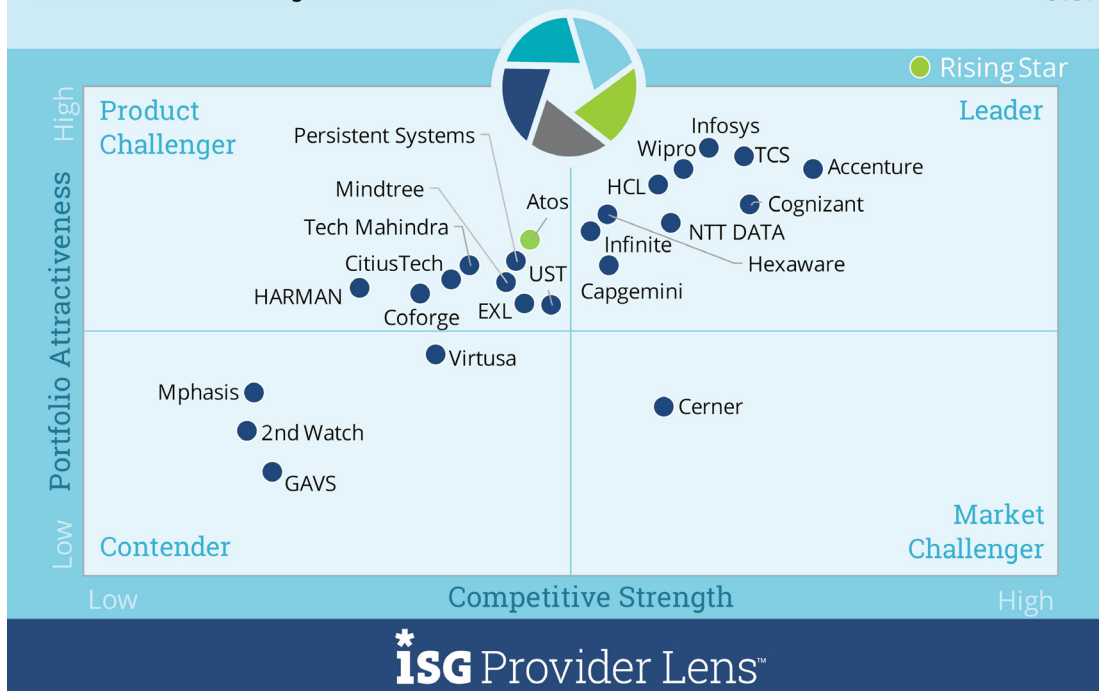 Rising Star
High
Product
Challenger
Leader
Persistent Systems
Infosys
Wipro
TCS
Accenture
Mindtree
HCL
Atos
Cognizant
Tech Mahindra
NTT DATA
Infinite
CitiusTech
UST
Hexaware
HARMAN
Capgemini
EXL
Coforge
Portfolio Attractiveness
Virtusa
Mphasis
Cerner
2nd Watch
GAVS
Low
Contender
Market
Challenger
Low
Competitive Strength
High
*ISG Provider Lens™